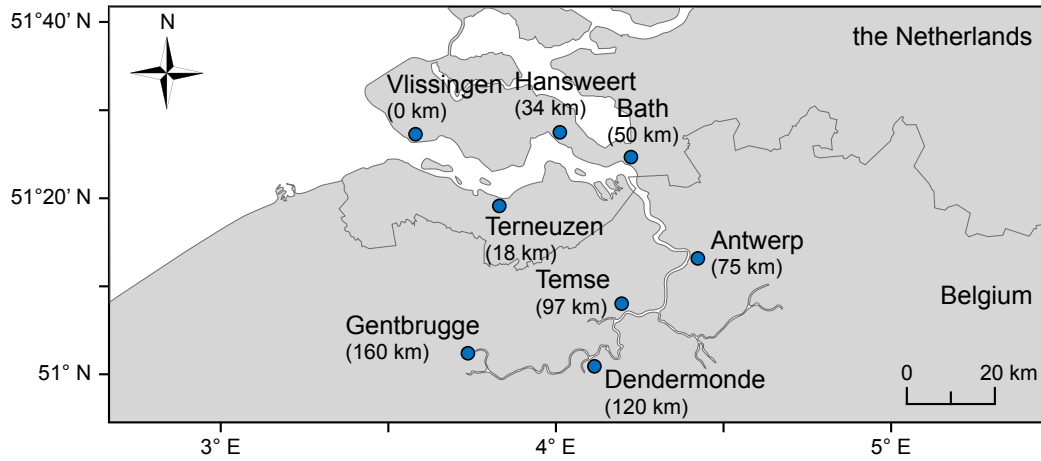 51°40' N
N
the Netherlands
Vlissingen
(0 km)
Hansweert
(34 km)
Bath
(50 km)
51°20' N
Terneuzen
(18 km)
Antwerp
(75 km)
Temse
(97 km)
Belgium
Gentbrugge
(160 km)
51° N
Dendermonde
(120 km)
0 20 km
3° E 4° E 5° E